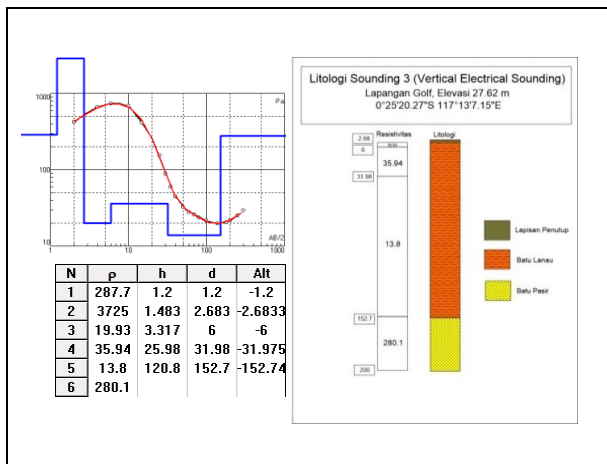 1000
100
10
Pa
AB/2
1 10 100 1000
N ρ h d Alt
1 287.7 1.2 1.2 -1.2
2 3725 1.483 2.683 -2.6833
3 19.93 3.317 6 -6
4 35.94 25.98 31.98 -31.975
5 13.8 120.8 152.7 -152.74
6 280.1
Litologi Sounding 3 (Vertical Electrical Sounding)
Lapangan Golf, Elevasi 27.62 m
0°25'20.27"S 117°13'7.15"E
Resistivitas Litologi
2.68
6
35.94
31.98
13.8
152.7
280.1
200
Lapisan Penutup
Batu Lanau
Batu Pasir